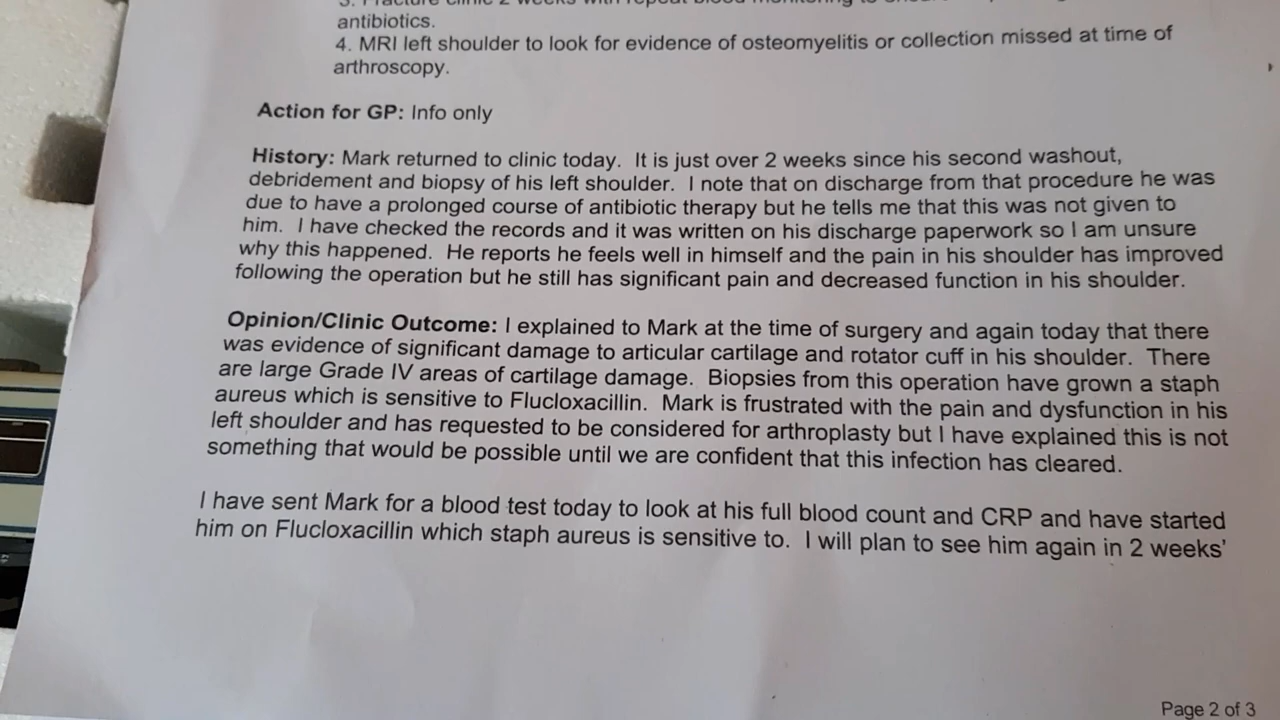 3. Fracture clinic 2 weeks with repeat blood monitoring to
antibiotics.
4. MRI left shoulder to look for evidence of osteomyelitis or collection missed at time of
arthroscopy.
Action for GP: Info only
History: Mark returned to clinic today. It is just over 2 weeks since his second washout,
debridement and biopsy of his left shoulder. I note that on discharge from that procedure he was
due to have a prolonged course of antibiotic therapy but he tells me that this was not given to
him. I have checked the records and it was written on his discharge paperwork so I am unsure
why this happened. He reports he feels well in himself and the pain in his shoulder has improved
following the operation but he still has significant pain and decreased function in his shoulder.
Opinion/Clinic Outcome: I explained to Mark at the time of surgery and again today that there
was evidence of significant damage to articular cartilage and rotator cuff in his shoulder. There
are large Grade IV areas of cartilage damage. Biopsies from this operation have grown a staph
aureus which is sensitive to Flucloxacillin. Mark is frustrated with the pain and dysfunction in his
left shoulder and has requested to be considered for arthroplasty but I have explained this is not
something that would be possible until we are confident that this infection has cleared.
I have sent Mark for a blood test today to look at his full blood count and CRP and have started
him on Flucloxacillin which staph aureus is sensitive to. I will plan to see him again in 2 weeks'
Page 2 of 3